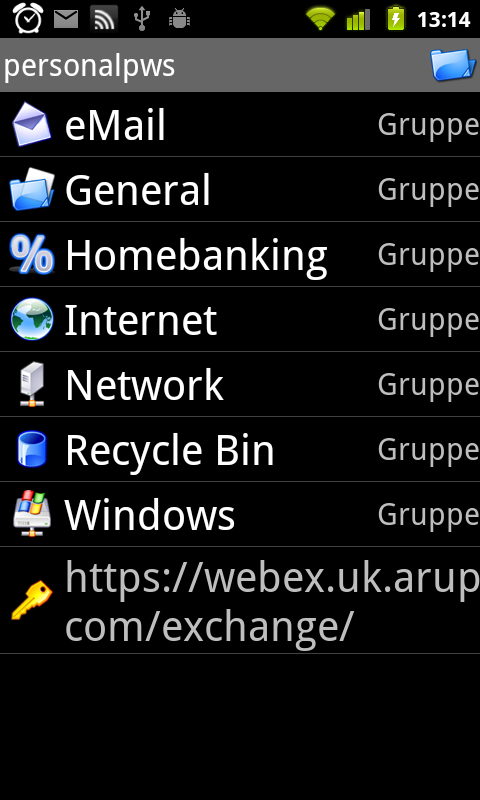 13:14
personalpws
eMail Gruppe
General Gruppe
Homebanking Gruppe
Internet Gruppe
Network Gruppe
Recycle Bin Gruppe
Windows Gruppe
https://webex.uk.arup
com/exchange/